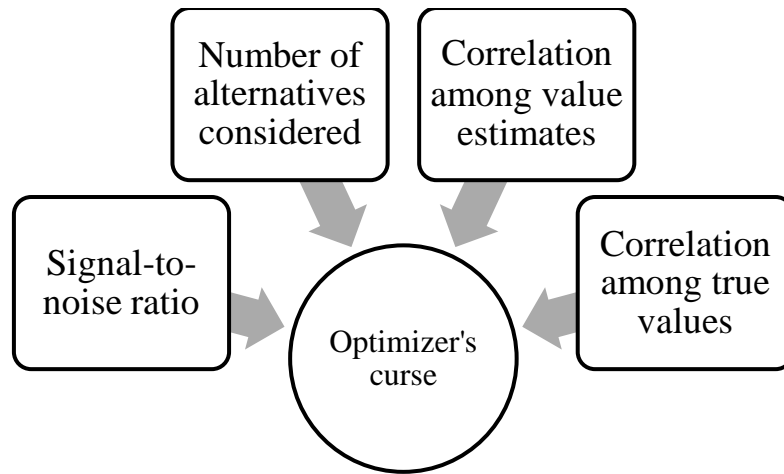 Number of
alternatives
considered
Correlation
among value
estimates
Signal-to-
noise ratio
Correlation
among true
values
Optimizer's
curse